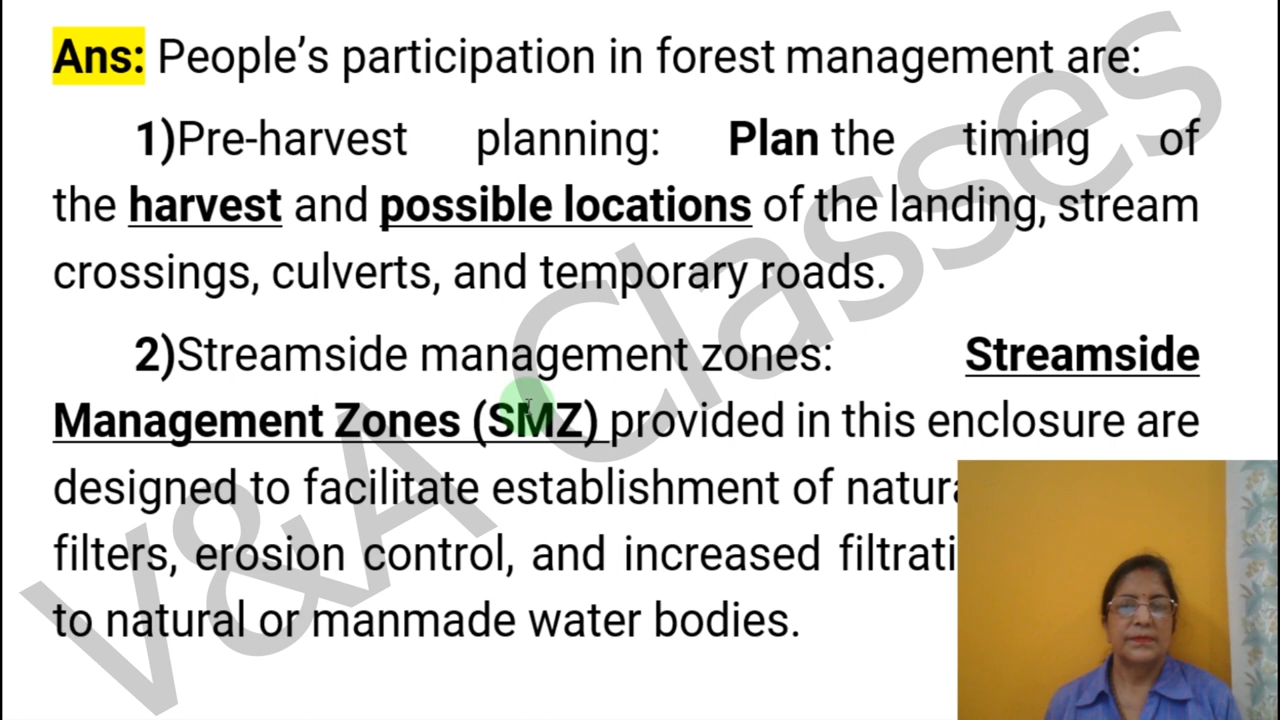 Ans: People’s participation in forest management are:
1)Pre-harvest planning: Plan the timing of
the harvest and possible locations of the landing, stream
crossings, culverts, and temporary roads.
2)Streamside management zones: Streamside
Management Zones (SMZ) provided in this enclosure are
designed to facilitate establishment of
filters, erosion control, and increased
to natural or manmade water bodies.
V&A Classes